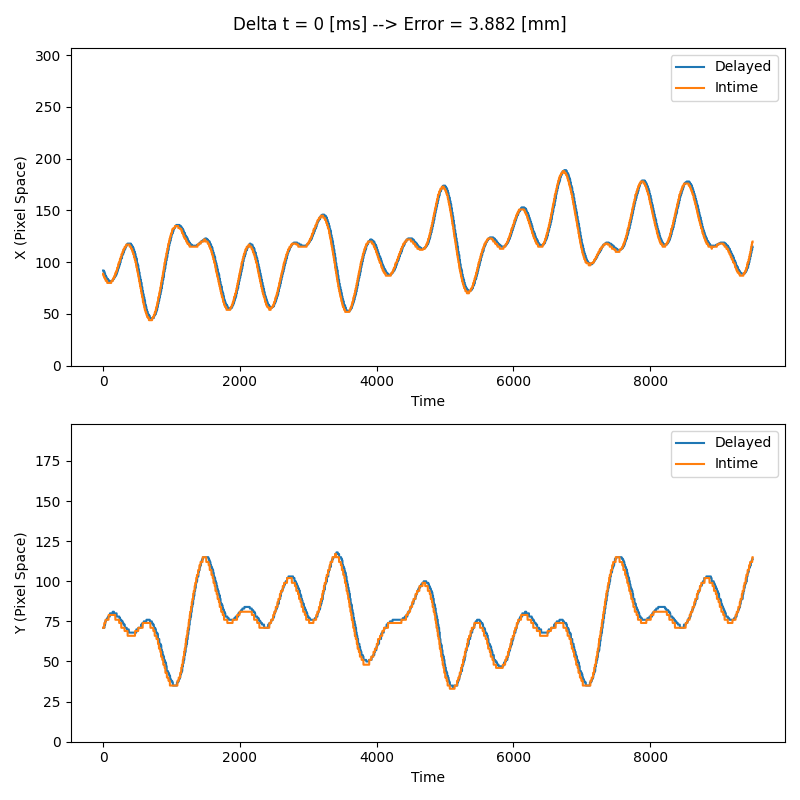 Delta t = 0 [ms] --> Error = 3.882 [mm]
300
250
200
150
100
50
0
X (Pixel Space)
Delayed
Intime
0 2000 4000 6000 8000
Time
175
150
125
100
75
50
25
0
Y (Pixel Space)
Delayed
Intime
0 2000 4000 6000 8000
Time